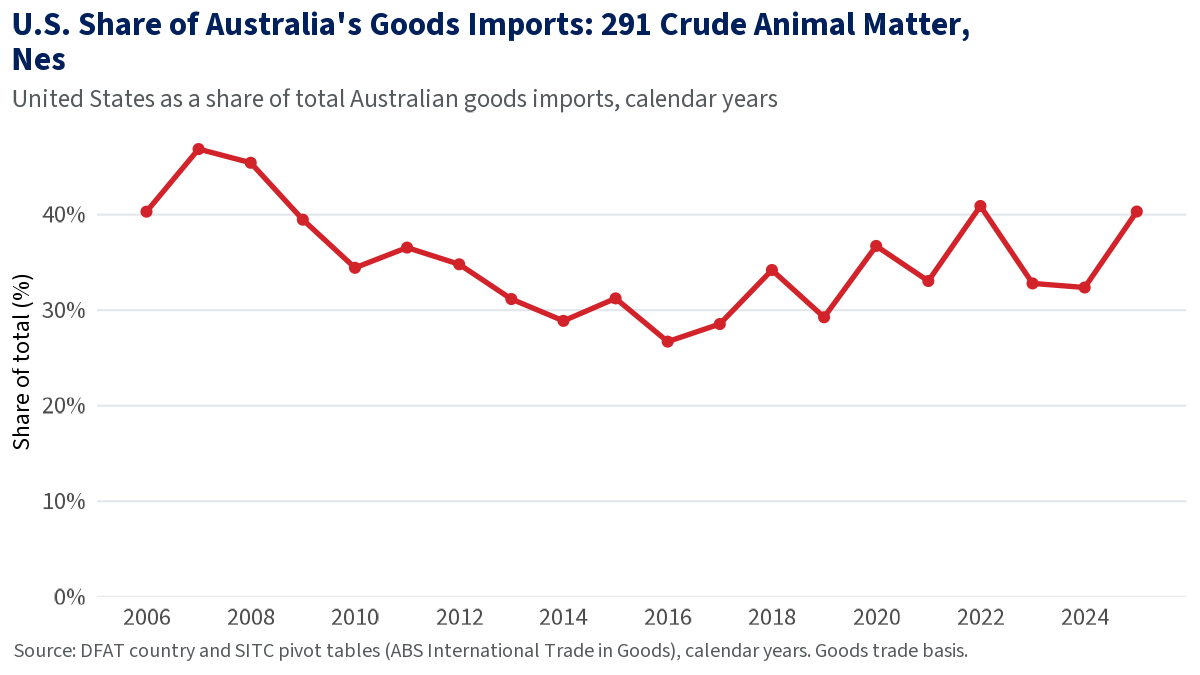 U.S. Share of Australia's Goods Imports: 291 Crude Animal Matter,
Nes
United States as a share of total Australian goods imports, calendar years
Share of total (%)
40%
30%
20%
10%
0%
2006 2008 2010 2012 2014 2016 2018 2020 2022 2024
Source: DFAT country and SITC pivot tables (ABS International Trade in Goods), calendar years. Goods trade basis.